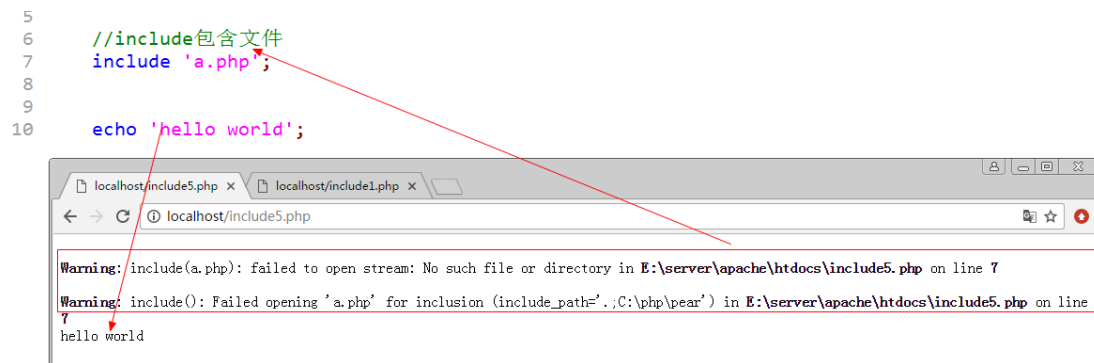 5
6 //include包含文件
7 include 'a.php';
8
9
10 echo 'hello world';
localhost/include5.php × localhost/include1.php ×
localhost/include5.php
Warning: include(a.php): failed to open stream: No such file or directory in E:\server\apache\htdocs\include5.php on line 7
Warning: include(): Failed opening 'a.php' for inclusion (include_path='.;C:\php\pear') in E:\server\apache\htdocs\include5.php on line
7
hello world